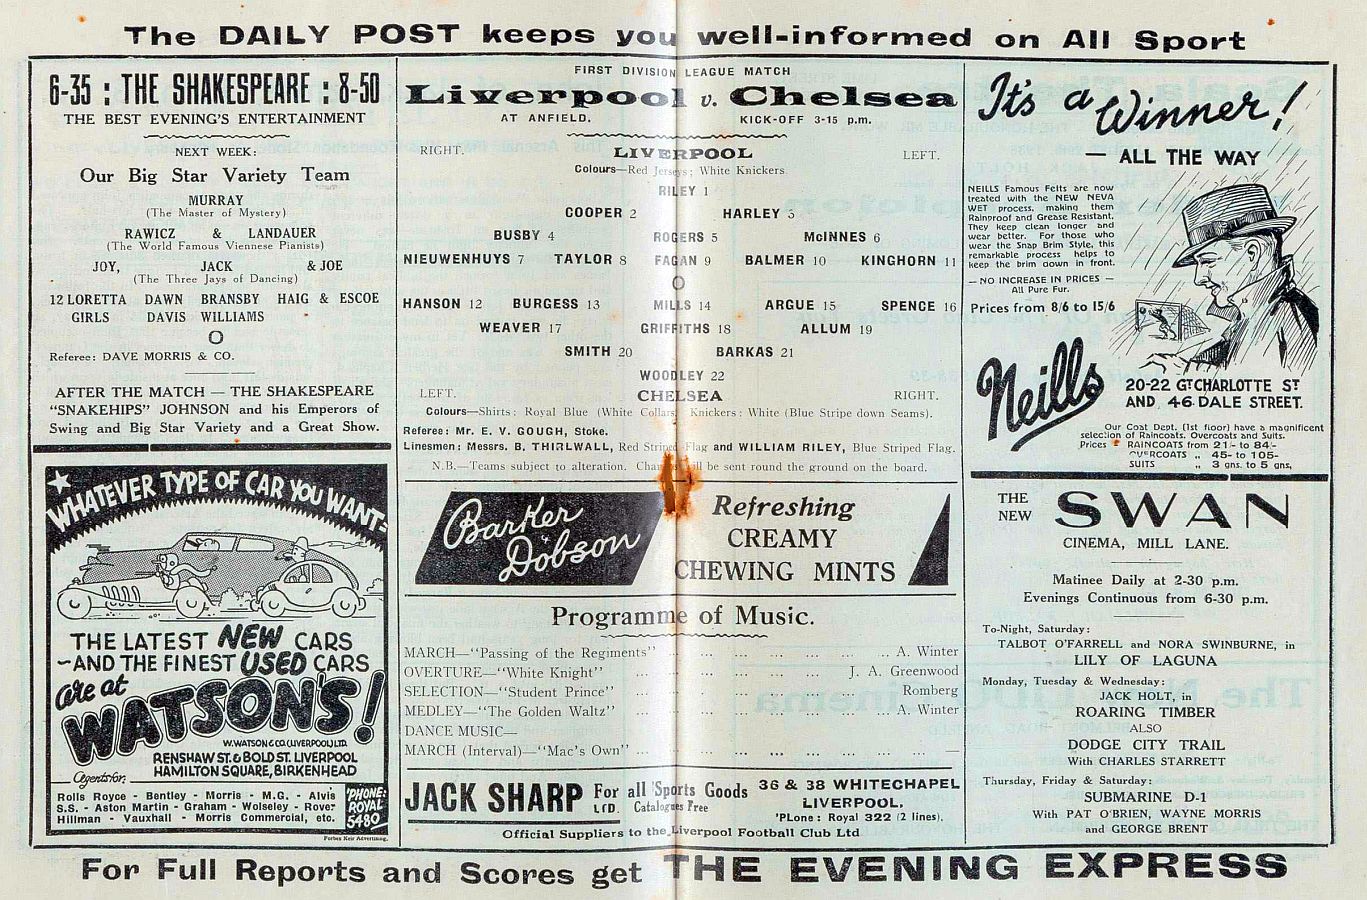 The DAILY POST keeps you well-informed on All Sport
6-35 : THE SHAKESPEARE : 8-50
THE BEST EVENING'S ENTERTAINMENT
NEXT WEEK:
Our Big Star Variety Team
MURRAY
(The Master of Mystery)
RAWICZ & LANDAUER
(The World Famous Viennese Pianists)
JOY, JACK & JOE
(The Three Jays of Dancing)
12 LORETTA DAWN BRANSBY HAIG & ESCOE
GIRLS DAVIS WILLIAMS
O
Referee: DAVE MORRIS & CO.
AFTER THE MATCH — THE SHAKESPEARE
"SNAKEHIPS" JOHNSON and his Emperors of
Swing and Big Star Variety and a Great Show.
WHATEVER TYPE OF CAR YOU WANT-
THE LATEST NEW CARS
-AND THE FINEST USED CARS
are at
WATSON'S!
W. WATSON & CO (LIVERPOOL) LTD.
RENSHAW ST. & BOLD ST. LIVERPOOL
HAMILTON SQUARE, BIRKENHEAD
Agents for:
Rolls Royce - Bentley - Morris - M.G. - Alvis
S.S. - Aston Martin - Graham - Wolseley - Rover
Hillman - Vauxhall - Morris Commercial, etc.
'PHONE:
ROYAL
5480
Forbes Keir Advertising.
FIRST DIVISION LEAGUE MATCH
Liverpool v. Chelsea
AT ANFIELD. KICK-OFF 3-15 p.m.
RIGHT. LIVERPOOL LEFT.
Colours—Red Jerseys; White Knickers.
RILEY 1
COOPER 2 HARLEY 3
BUSBY 4 ROGERS 5 McINNES 6
NIEUWENHUYS 7 TAYLOR 8 FAGAN 9 BALMER 10 KINGHORN 11
O
HANSON 12 BURGESS 13 MILLS 14 ARGUE 15 SPENCE 16
WEAVER 17 GRIFFITHS 18 ALLUM 19
SMITH 20 BARKAS 21
WOODLEY 22
LEFT. CHELSEA RIGHT.
Colours—Shirts: Royal Blue (White Collar), Knickers: White (Blue Stripe down Seams).
Referee: Mr. E. V. GOUGH, Stoke.
Linesmen: Messrs. B. THIRLWALL, Red Striped Flag and WILLIAM RILEY, Blue Striped Flag.
N.B.—Teams subject to alteration. Changes will be sent round the ground on the board.
Barker
Dobson
Refreshing
CREAMY
CHEWING MINTS
Programme of Music.
MARCH—"Passing of the Regiments" ... ... ... ... ... ... A. Winter
OVERTURE—"White Knight" ... ... ... ... ... ... J. A. Greenwood
SELECTION—"Student Prince" ... ... ... ... ... ... Romberg
MEDLEY—"The Golden Waltz" ... ... ... ... ... ... A. Winter
DANCE MUSIC—
MARCH (Interval)—"Mac's Own" ... ... ... ... ... ... —
JACK SHARP LTD. For all Sports Goods
Catalogues Free
36 & 38 WHITECHAPEL
LIVERPOOL.
'PLone: Royal 322 (2 lines).
Official Suppliers to the Liverpool Football Club Ltd
It's a Winner!
— ALL THE WAY
NEILLS Famous Felts are now
treated with the NEW NEVA
WET process, making them
Rainproof and Grease Resistant.
They keep clean longer and
wear better. For those who
wear the Snap Brim Style, this
remarkable process helps to
keep the brim down in front.
— NO INCREASE IN PRICES —
All Pure Fur.
Prices from 8/6 to 15/6
Neills
20-22 GT CHARLOTTE ST
AND 46 DALE STREET.
Our Coat Dept. (1st floor) have a magnificent
selection of Raincoats, Overcoats and Suits.
Prices : RAINCOATS from 21/- to 84/-
OVERCOATS ,, 45- to 105-
SUITS ,, 3 gns. to 5 gns.
THE
NEW
SWAN
CINEMA, MILL LANE.
Matinee Daily at 2-30 p.m.
Evenings Continuous from 6-30 p.m.
To-Night, Saturday:
TALBOT O'FARRELL and NORA SWINBURNE, in
LILY OF LAGUNA
Monday, Tuesday & Wednesday:
JACK HOLT, in
ROARING TIMBER
ALSO
DODGE CITY TRAIL
With CHARLES STARRETT
Thursday, Friday & Saturday:
SUBMARINE D-1
With PAT O'BRIEN, WAYNE MORRIS
and GEORGE BRENT
For Full Reports and Scores get THE EVENING EXPRESS